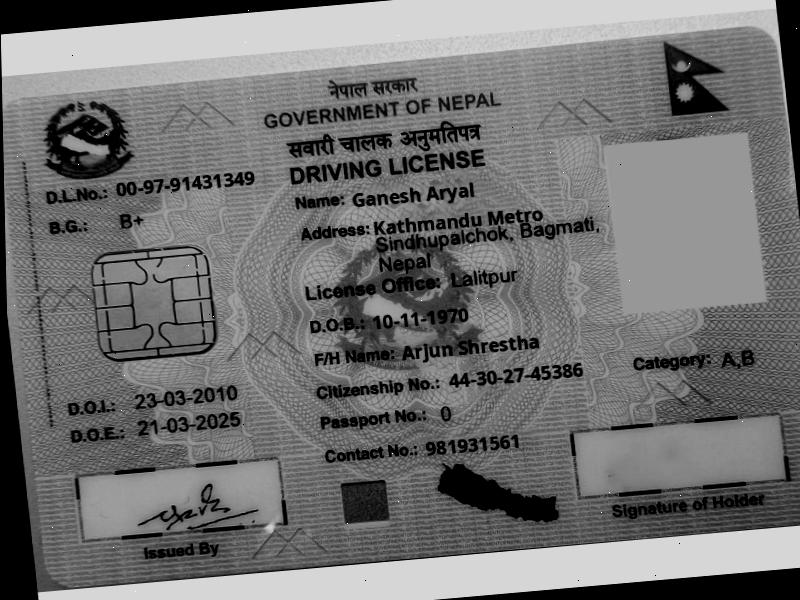 नेपाल सरकार
GOVERNMENT OF NEPAL
सवारी चालक अनुमतिपत्र
DRIVING LICENSE
D.L.No.: 00-97-91431349
B.G.: B+
Name: Ganesh Aryal
Address: Kathmandu Metro
Sindhupalchok, Bagmati,
Nepal
License Office: Lalitpur
D.O.B.: 10-11-1970
F/H Name: Arjun Shrestha
Citizenship No.: 44-30-27-45386
Category: A,B
Passport No.: 0
Contact No.: 981931561
D.O.I.: 23-03-2010
D.O.E.: 21-03-2025
Issued By
Signature of Holder